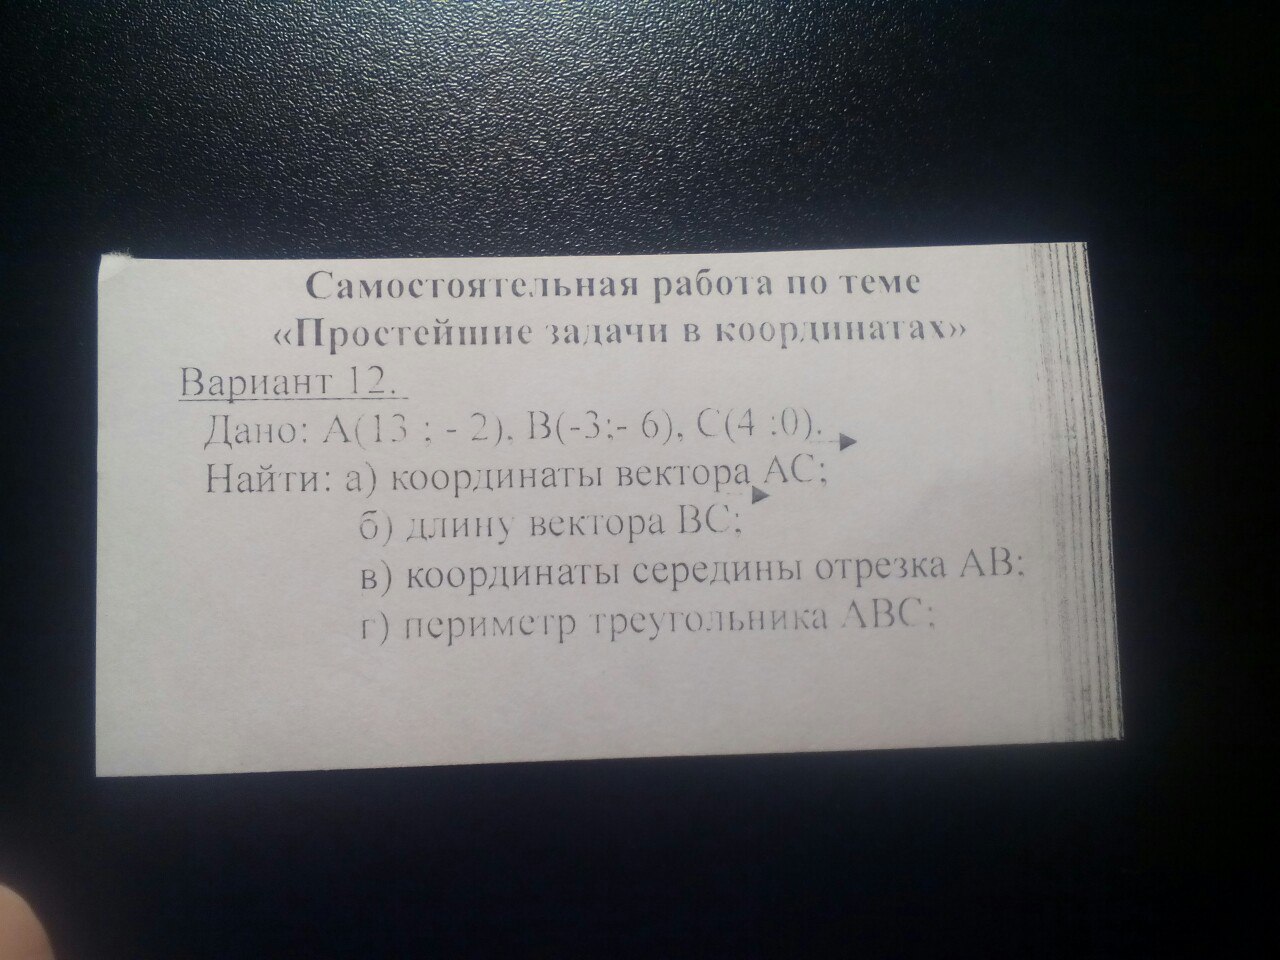 Самостоятельная работа по теме
«Простейшие задачи в координатах»
Вариант 12.
Дано: А(13 ; - 2), В(-3;- 6), С(4 ;0).
Найти: а) координаты вектора АС;
б) длину вектора ВС;
в) координаты середины отрезка АВ;
г) периметр треугольника АВС;